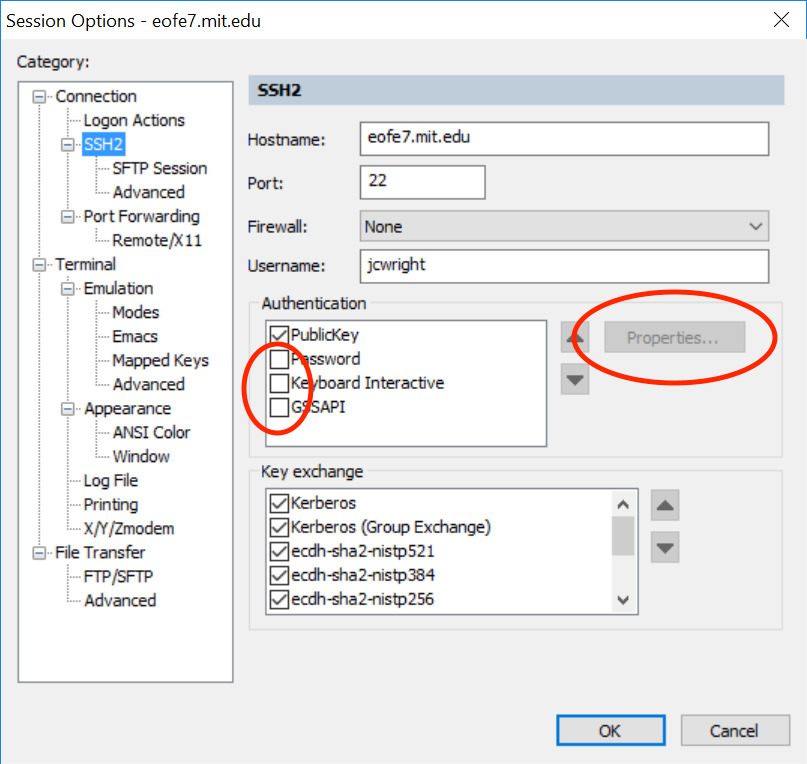 Session Options - eofe7.mit.edu
Category:
Connection
Logon Actions
SSH2
SFTP Session
Advanced
Port Forwarding
Remote/X11
Terminal
Emulation
Modes
Emacs
Mapped Keys
Advanced
Appearance
ANSI Color
Window
Log File
Printing
X/Y/Zmodem
File Transfer
FTP/SFTP
Advanced
SSH2
Hostname: eofe7.mit.edu
Port: 22
Firewall: None
Username: jcwright
Authentication
PublicKey
Password
Keyboard Interactive
GSSAPI
Properties...
Key exchange
Kerberos
Kerberos (Group Exchange)
ecdh-sha2-nistp521
ecdh-sha2-nistp384
ecdh-sha2-nistp256
OK Cancel